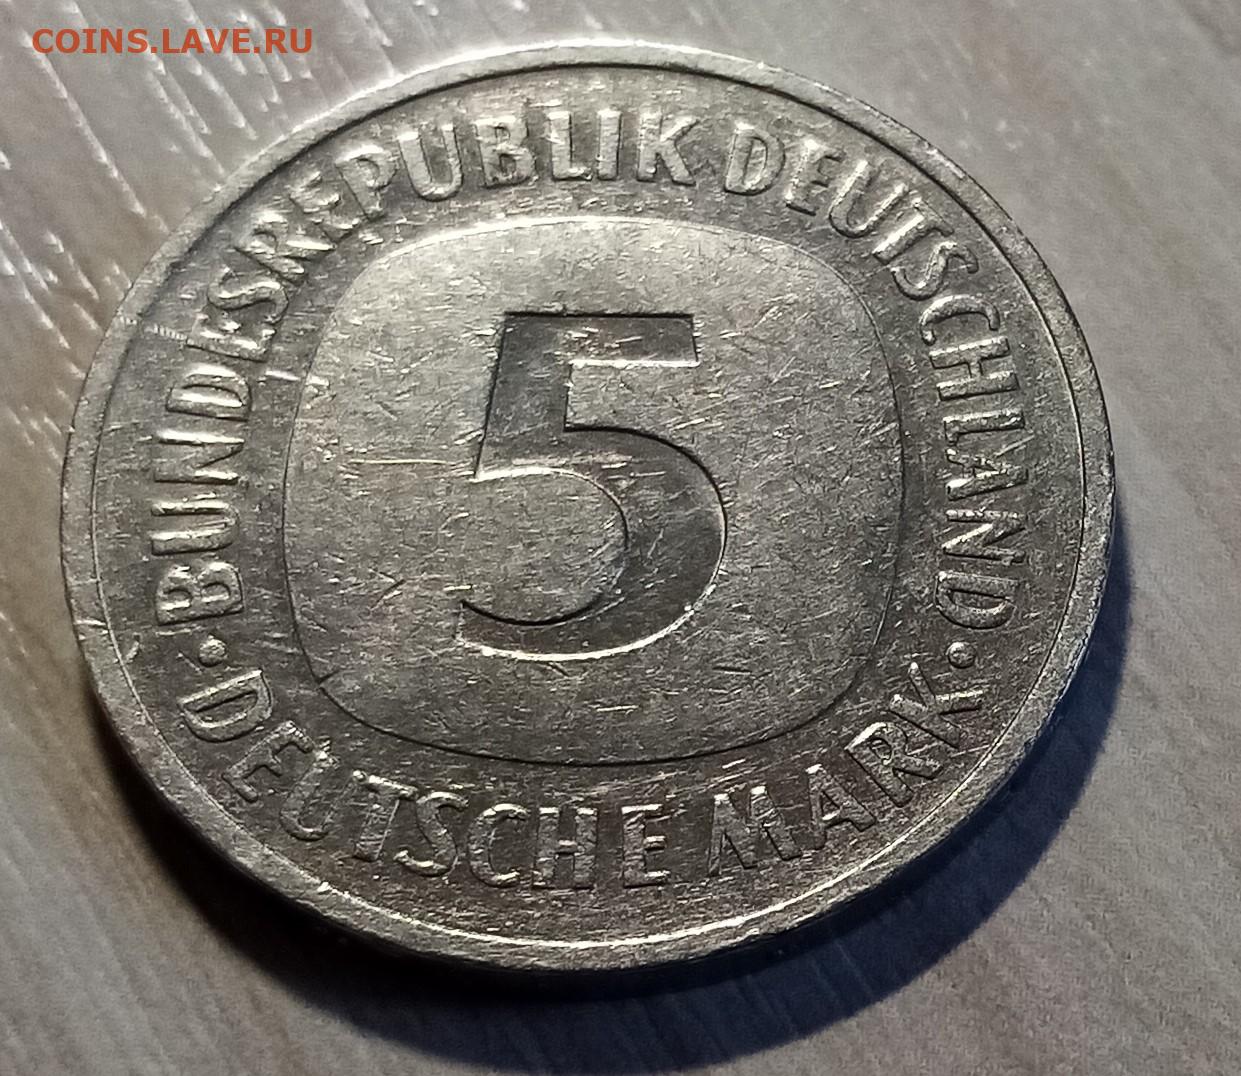 COINS.LAVE.RU
BUNDESREPUBLIK DEUTSCHLAND
5
· DEUTSCHE MARK ·